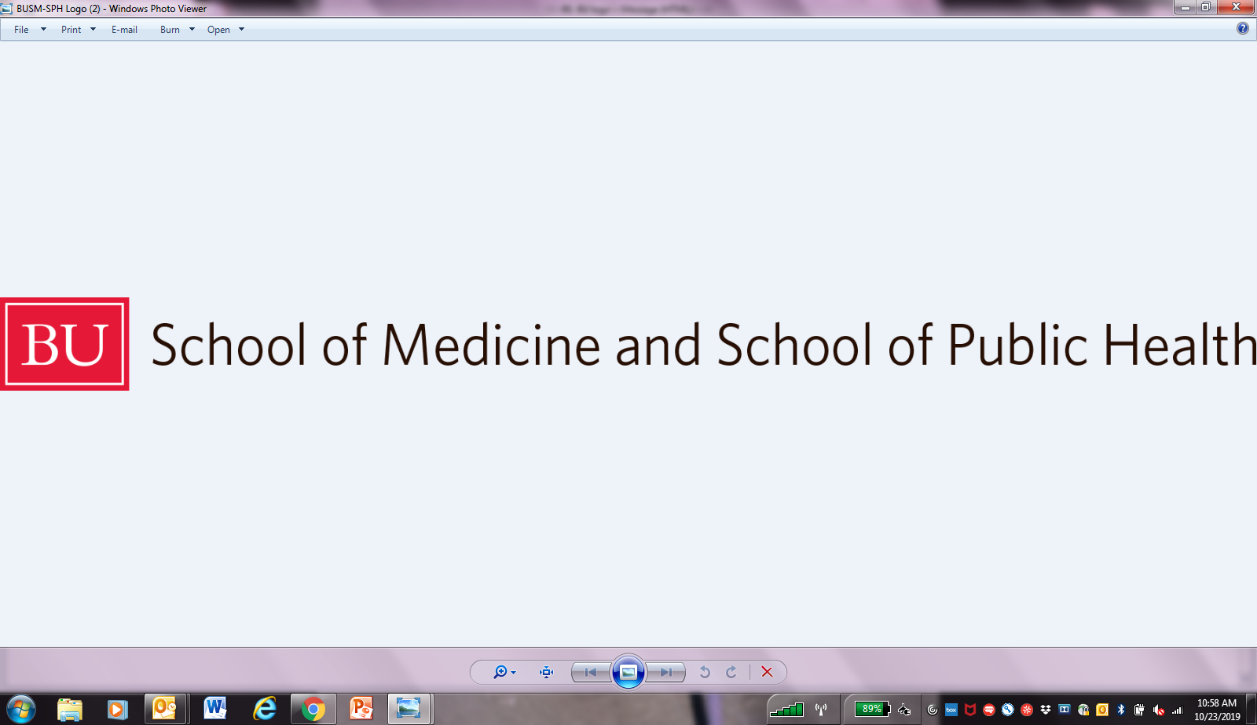 BUSM-SPH Logo (2) - Windows Photo Viewer
File Print E-mail Burn Open
BU School of Medicine and School of Public Health
89%
10:58 AM
10/23/2019